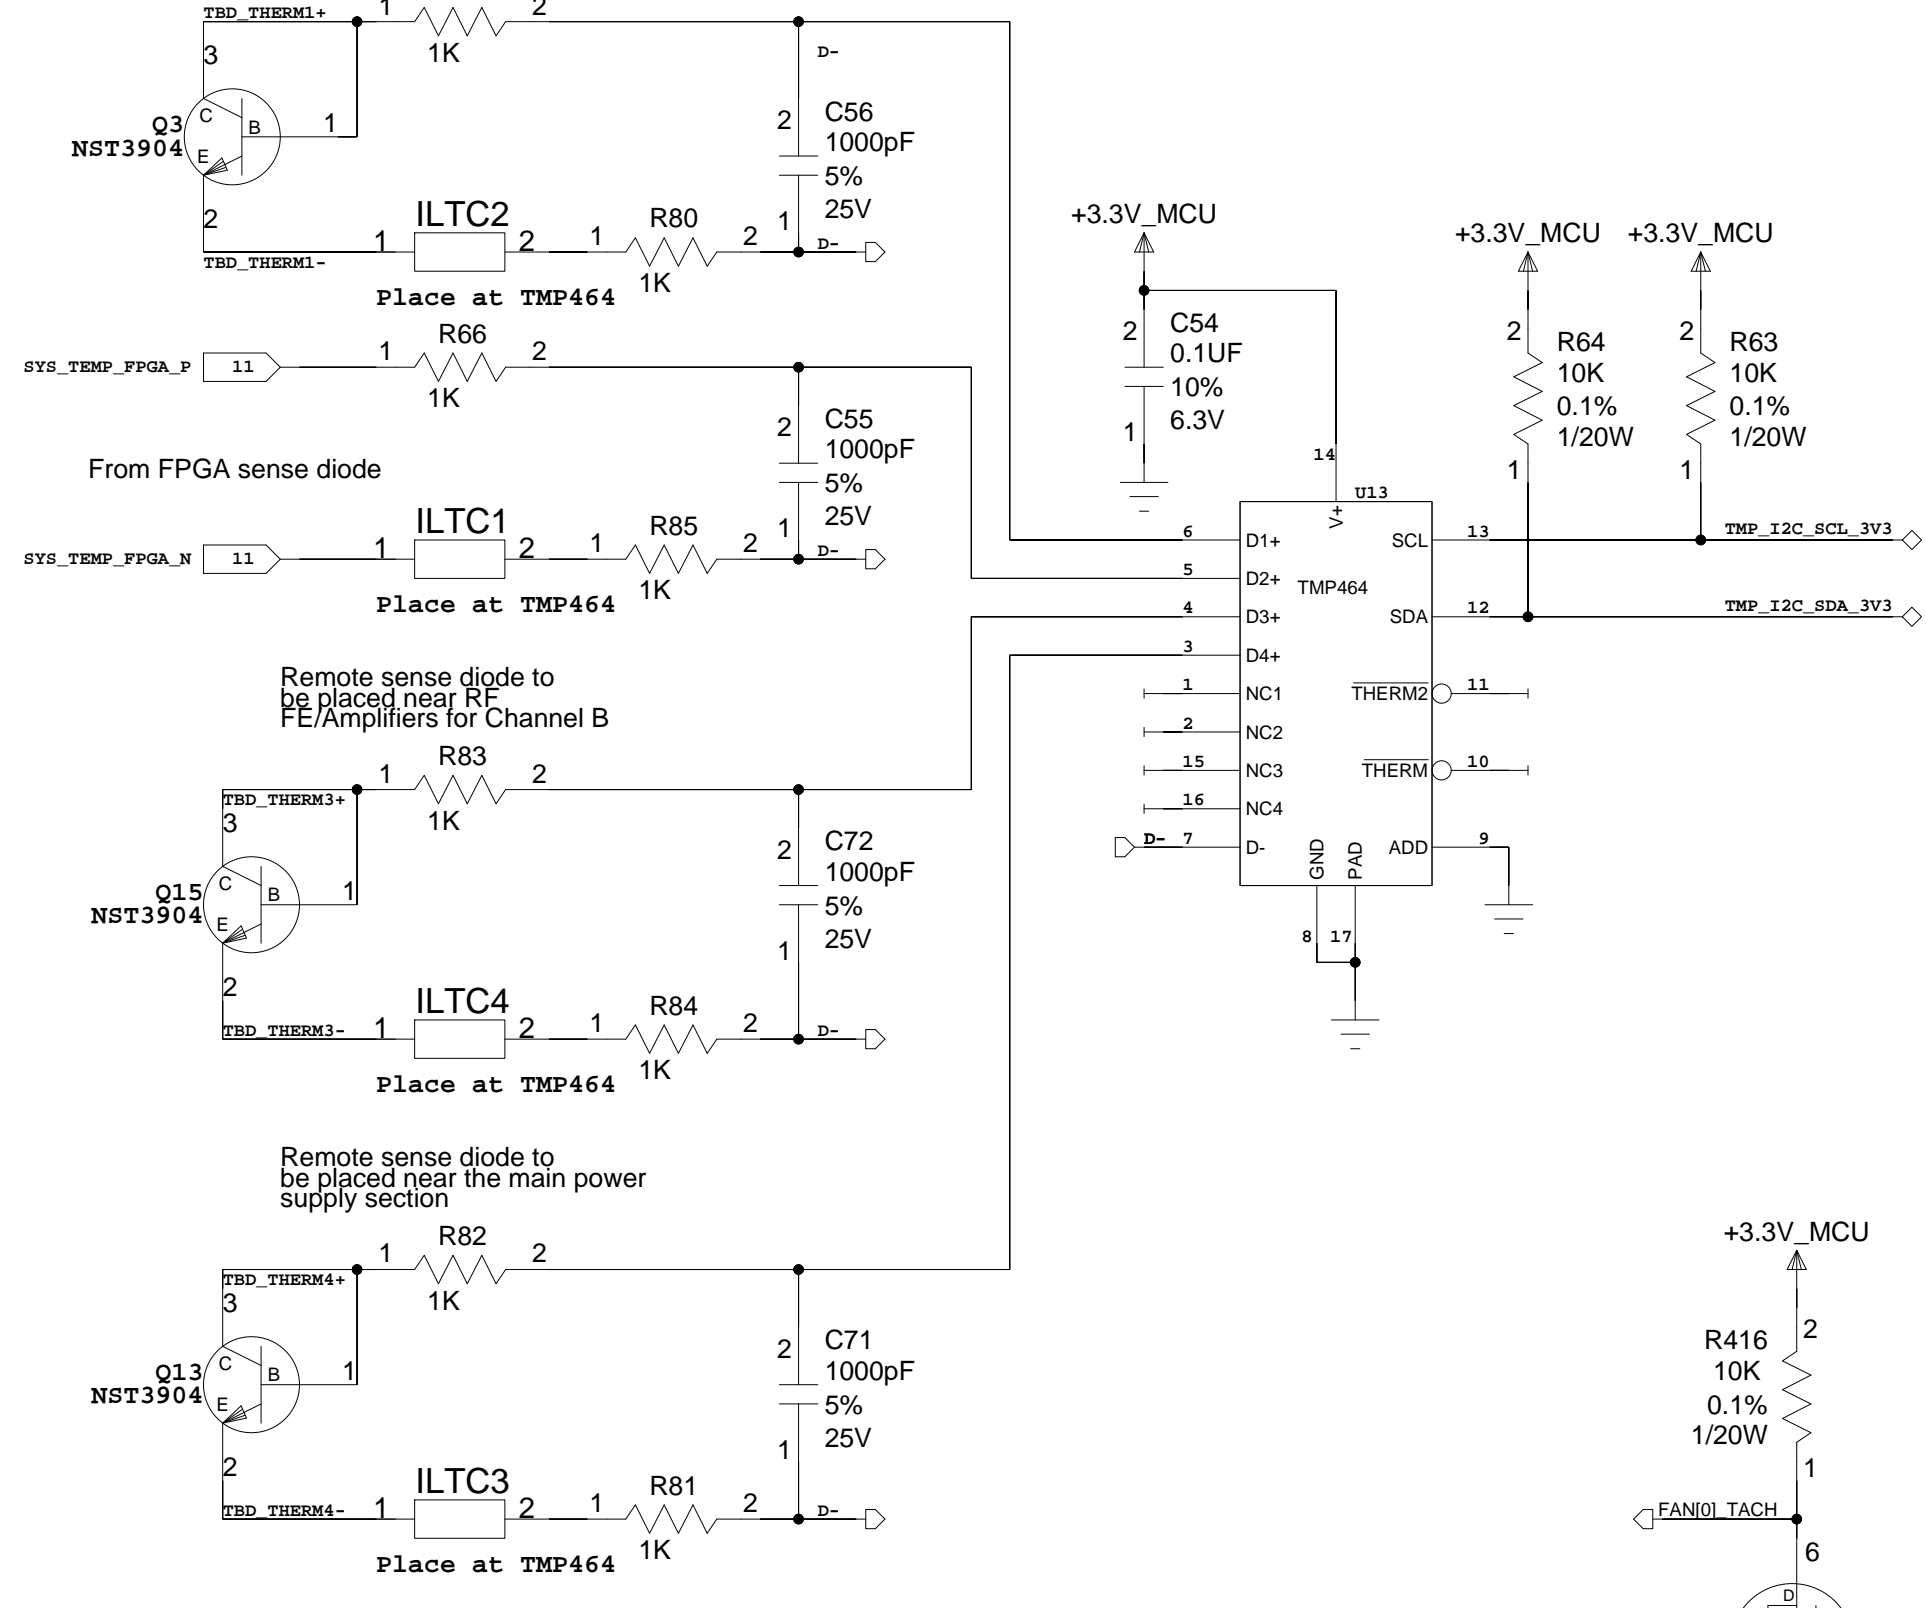 TBD_THERM1+
1
2
1K
3
D-
Q3
NST3904
C
B
E
1
2
C56
1000pF
5%
25V
1
2
TBD_THERM1-
1
ILTC2
2
1
R80
2
D-
1K
Place at TMP464
SYS_TEMP_FPGA_P
11
1
R66
2
1K
From FPGA sense diode
2
C55
1000pF
5%
25V
1
SYS_TEMP_FPGA_N
11
1
ILTC1
2
1
R85
2
D-
1K
Place at TMP464
Remote sense diode to
be placed near RF
FE/Amplifiers for Channel B
TBD_THERM3+
1
R83
2
1K
3
Q15
NST3904
C
B
E
1
2
C72
1000pF
5%
25V
1
2
TBD_THERM3-
1
ILTC4
2
1
R84
2
D-
1K
Place at TMP464
Remote sense diode to
be placed near the main power
supply section
TBD_THERM4+
1
R82
2
1K
3
Q13
NST3904
C
B
E
1
2
C71
1000pF
5%
25V
1
2
TBD_THERM4-
1
ILTC3
2
1
R81
2
D-
1K
Place at TMP464
+3.3V_MCU
2
C54
0.1UF
10%
6.3V
1
14
U13
V+
TMP464
6
D1+
5
D2+
4
D3+
3
D4+
1
NC1
2
NC2
15
NC3
16
NC4
D-
7
D-
GND
PAD
8
17
SCL
13
SDA
12
THERM2
11
THERM
10
ADD
9
+3.3V_MCU
+3.3V_MCU
2
R64
10K
0.1%
1/20W
1
2
R63
10K
0.1%
1/20W
1
TMP_I2C_SCL_3V3
TMP_I2C_SDA_3V3
+3.3V_MCU
R416
10K
0.1%
1/20W
2
1
FAN[0]_TACH
6
D